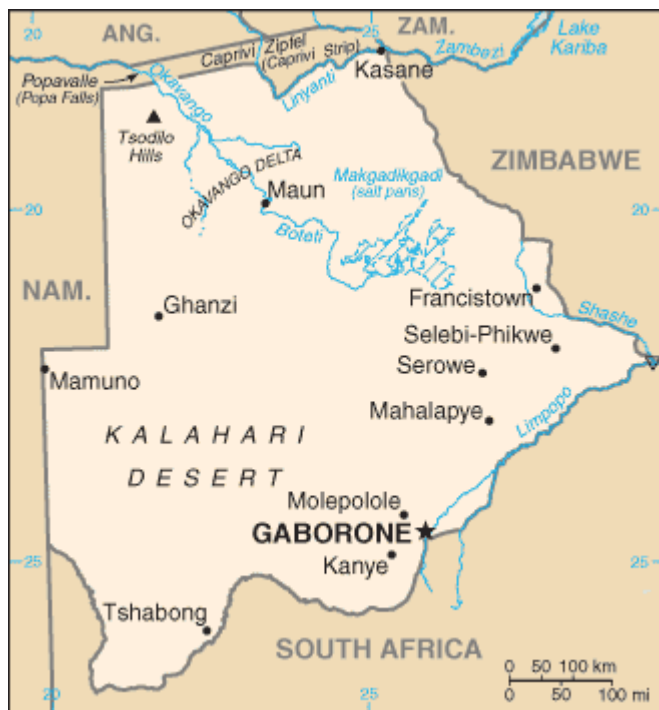 20
ANG.
25
ZAM.
Lake
Kariba
Zambezi
Caprivi Zipfel
(Caprivi Strip)
Kasane
Popavalle
(Popa Falls)
Okavango
Linyanti
Tsodilo
Hills
ZIMBABWE
OKAVANGO DELTA
Makgadikgadi
(salt pans)
20
20
Maun
Boteti
NAM.
Ghanzi
Francistown
Shashe
Selebi-Phikwe
Serowe
Mamuno
Mahalapye
Limpopo
KALAHARI
DESERT
Molepolole
GABORONE
Kanye
25
25
Tshabong
SOUTH AFRICA
0 50 100 km
0 50 100 mi
20
25